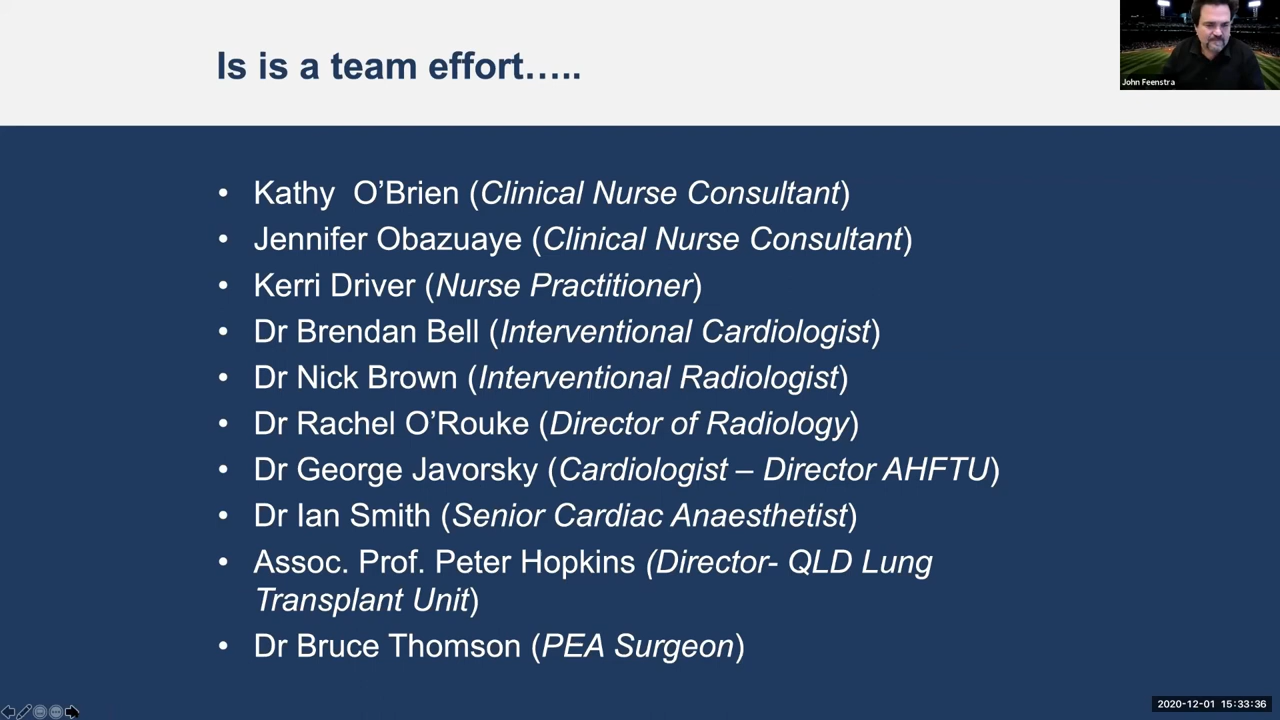 Is is a team effort…..
John Feenstra
• Kathy  O’Brien (Clinical Nurse Consultant)
• Jennifer Obazuaye (Clinical Nurse Consultant)
• Kerri Driver (Nurse Practitioner)
• Dr Brendan Bell (Interventional Cardiologist)
• Dr Nick Brown (Interventional Radiologist)
• Dr Rachel O’Rouke (Director of Radiology)
• Dr George Javorsky (Cardiologist – Director AHFTU)
• Dr Ian Smith (Senior Cardiac Anaesthetist)
• Assoc. Prof. Peter Hopkins (Director- QLD Lung
Transplant Unit)
• Dr Bruce Thomson (PEA Surgeon)
2020-12-01 15:33:36